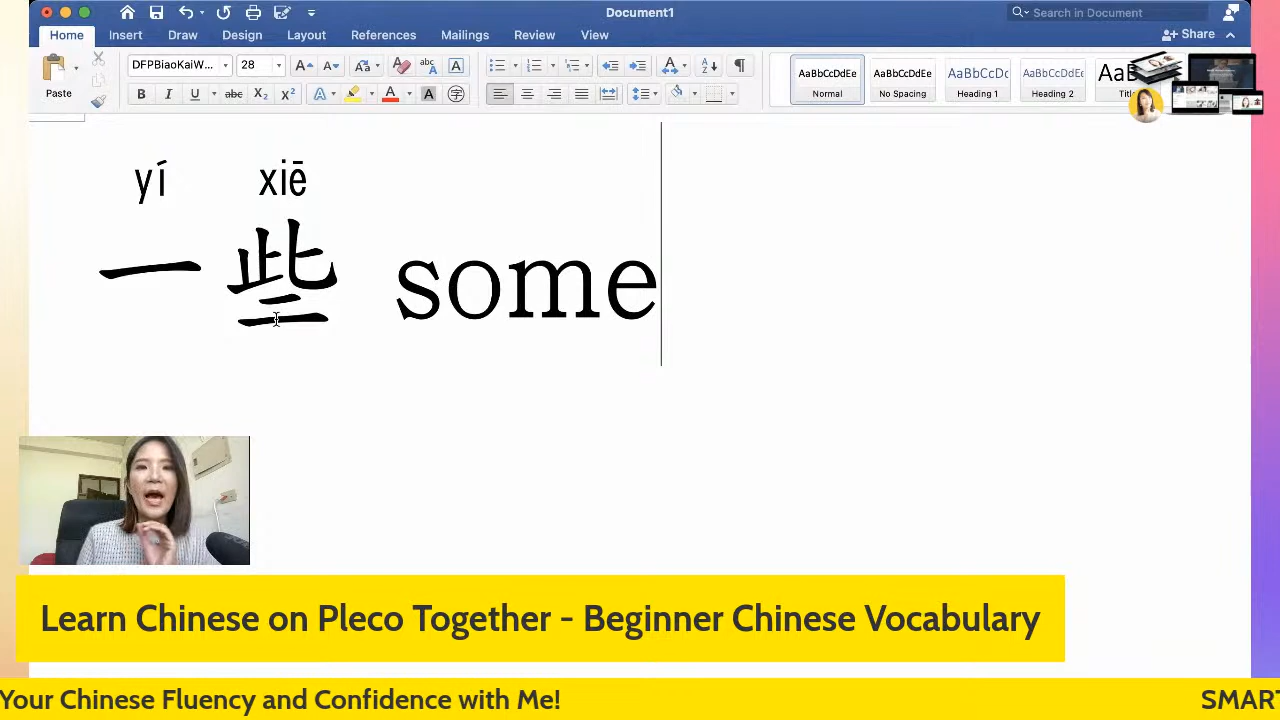 Document1
Search in Document
Home Insert Draw Design Layout References Mailings Review View
Share
Paste
DFPBiaoKaiW... 28
AaBbCcDdEe AaBbCcDdEe AaBbCcDc AaBbCcDdEe
Normal No Spacing Heading 1 Heading 2
yí xiē
一些 some
Learn Chinese on Pleco Together - Beginner Chinese Vocabulary
Your Chinese Fluency and Confidence with Me! SMART